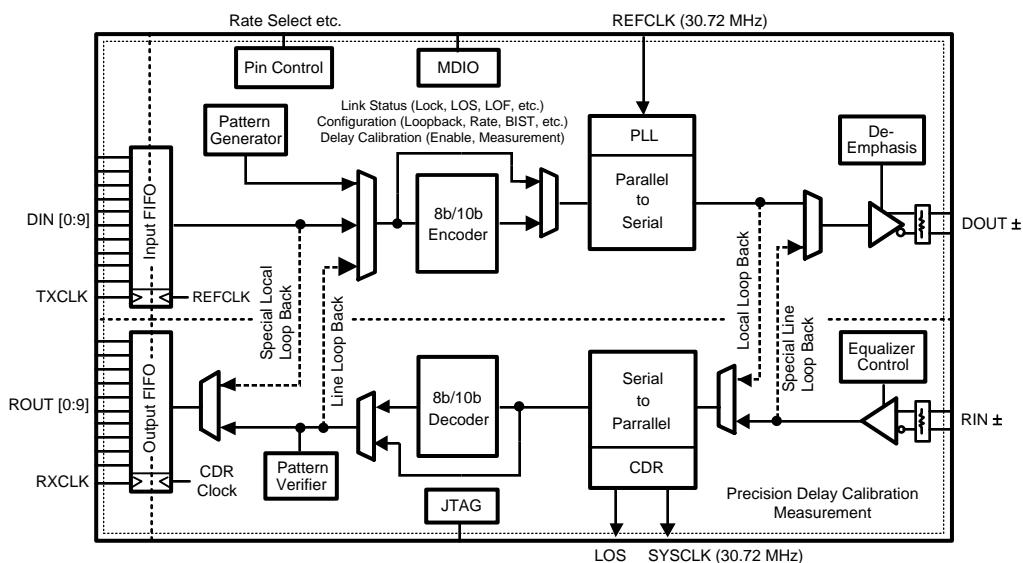 Rate Select etc.
REFCLK (30.72 MHz)
Pin Control
MDIO
Link Status (Lock, LOS, LOF, etc.)
Configuration (Loopback, Rate, BIST, etc.)
Delay Calibration (Enable, Measurement)
Pattern
Generator
PLL
Parallel
to
Serial
De-
Emphasis
DIN [0:9]
Input FIFO
8b/10b
Encoder
DOUT ±
TXCLK
REFCLK
Special Local
Loop Back
Line Loop Back
Local Loop Back
Special Line
Loop Back
Equalizer
Control
ROUT [0:9]
Output FIFO
8b/10b
Decoder
Serial
to
Parrallel
CDR
RIN ±
RXCLK
CDR
Clock
Pattern
Verifier
JTAG
Precision Delay Calibration
Measurement
LOS
SYSCLK (30.72 MHz)